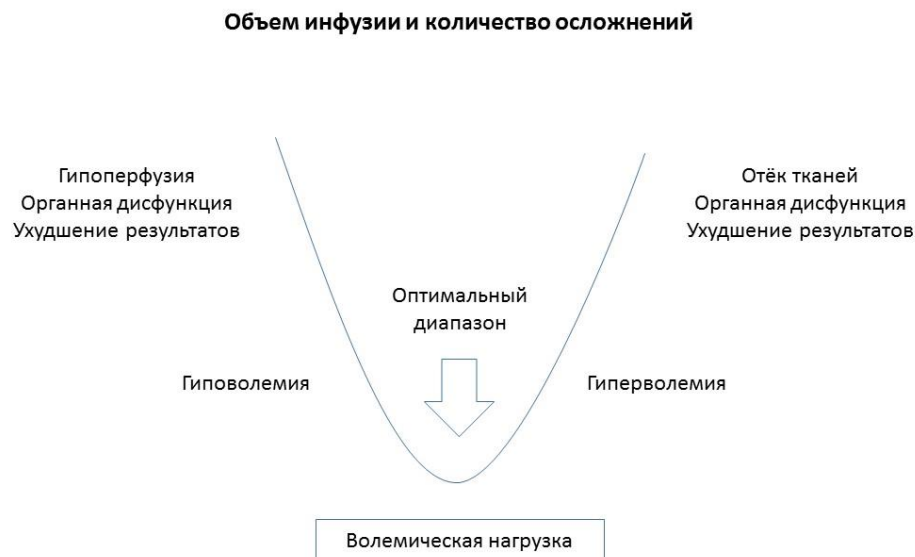 Объем инфузии и количество осложнений
Гипоперфузия
Органная дисфункция
Ухудшение результатов
Отёк тканей
Органная дисфункция
Ухудшение результатов
Оптимальный
диапазон
Гиповолемия
Гиперволемия
Волемическая нагрузка